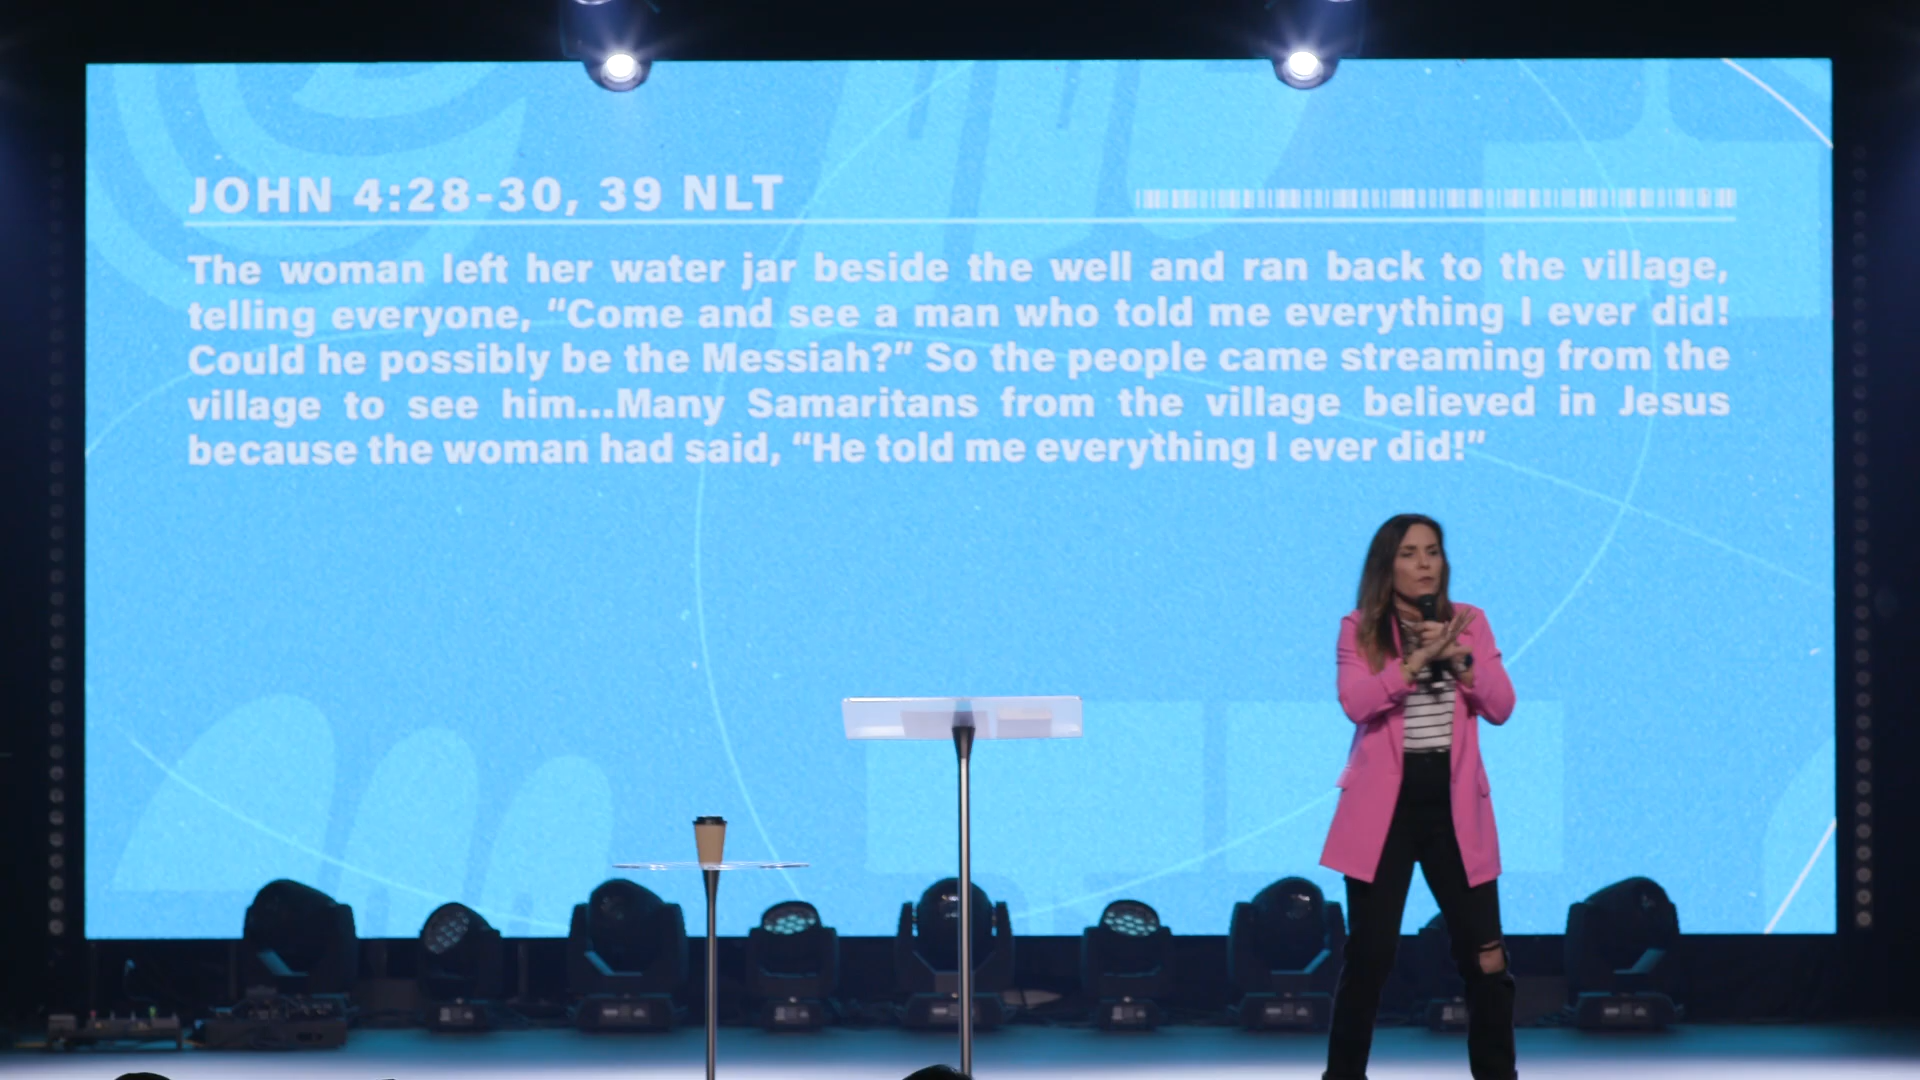 JOHN 4:28-30, 39 NLT
The woman left her water jar beside the well and ran back to the village,
telling everyone, “Come and see a man who told me everything I ever did!
Could he possibly be the Messiah?” So the people came streaming from the
village to see him...Many Samaritans from the village believed in Jesus
because the woman had said, “He told me everything I ever did!”